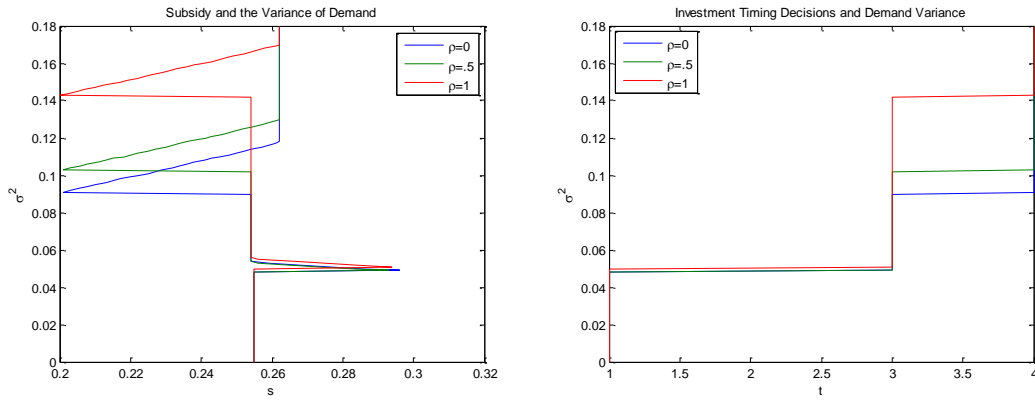 Subsidy and the Variance of Demand
0.18
0.16
0.14
0.12
0.1
0.08
0.06
0.04
0.02
0
σ²
ρ=0
ρ=.5
ρ=1
0.2
0.22
0.24
0.26
0.28
0.3
0.32
s
Investment Timing Decisions and Demand Variance
0.18
0.16
0.14
0.12
0.1
0.08
0.06
0.04
0.02
0
σ²
ρ=0
ρ=.5
ρ=1
1
1.5
2
2.5
3
3.5
4
t